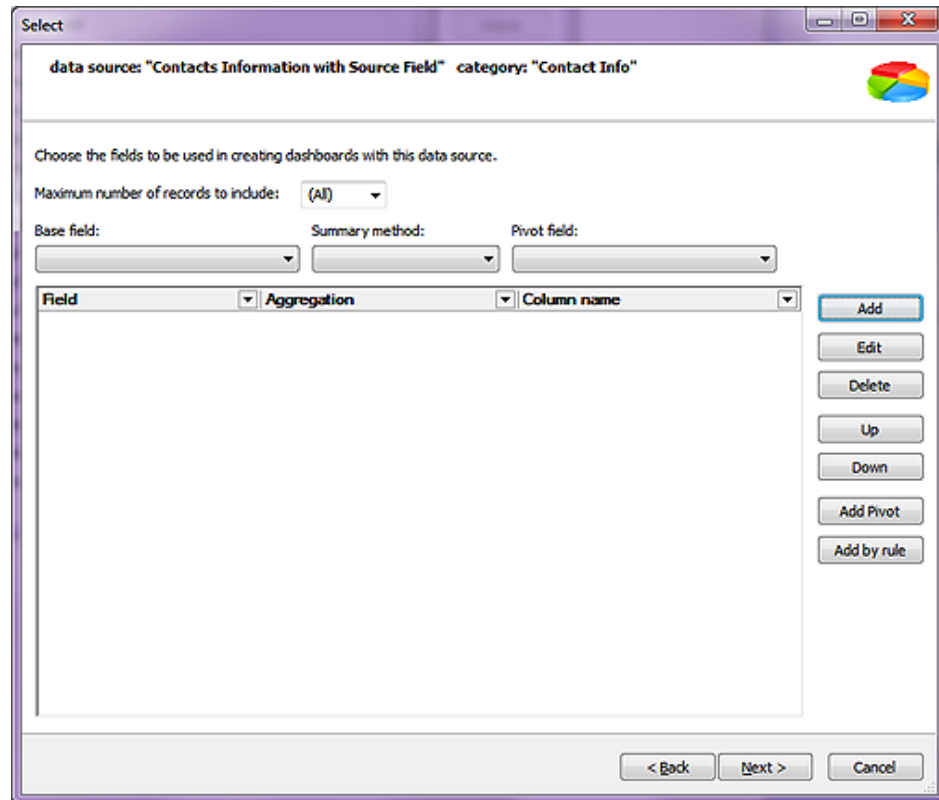 Select
data source: "Contacts Information with Source Field" category: "Contact Info"
Choose the fields to be used in creating dashboards with this data source.
Maximum number of records to include: (All)
Base field: Summary method: Pivot field:
Field Aggregation Column name
Add
Edit
Delete
Up
Down
Add Pivot
Add by rule
< Back Next > Cancel